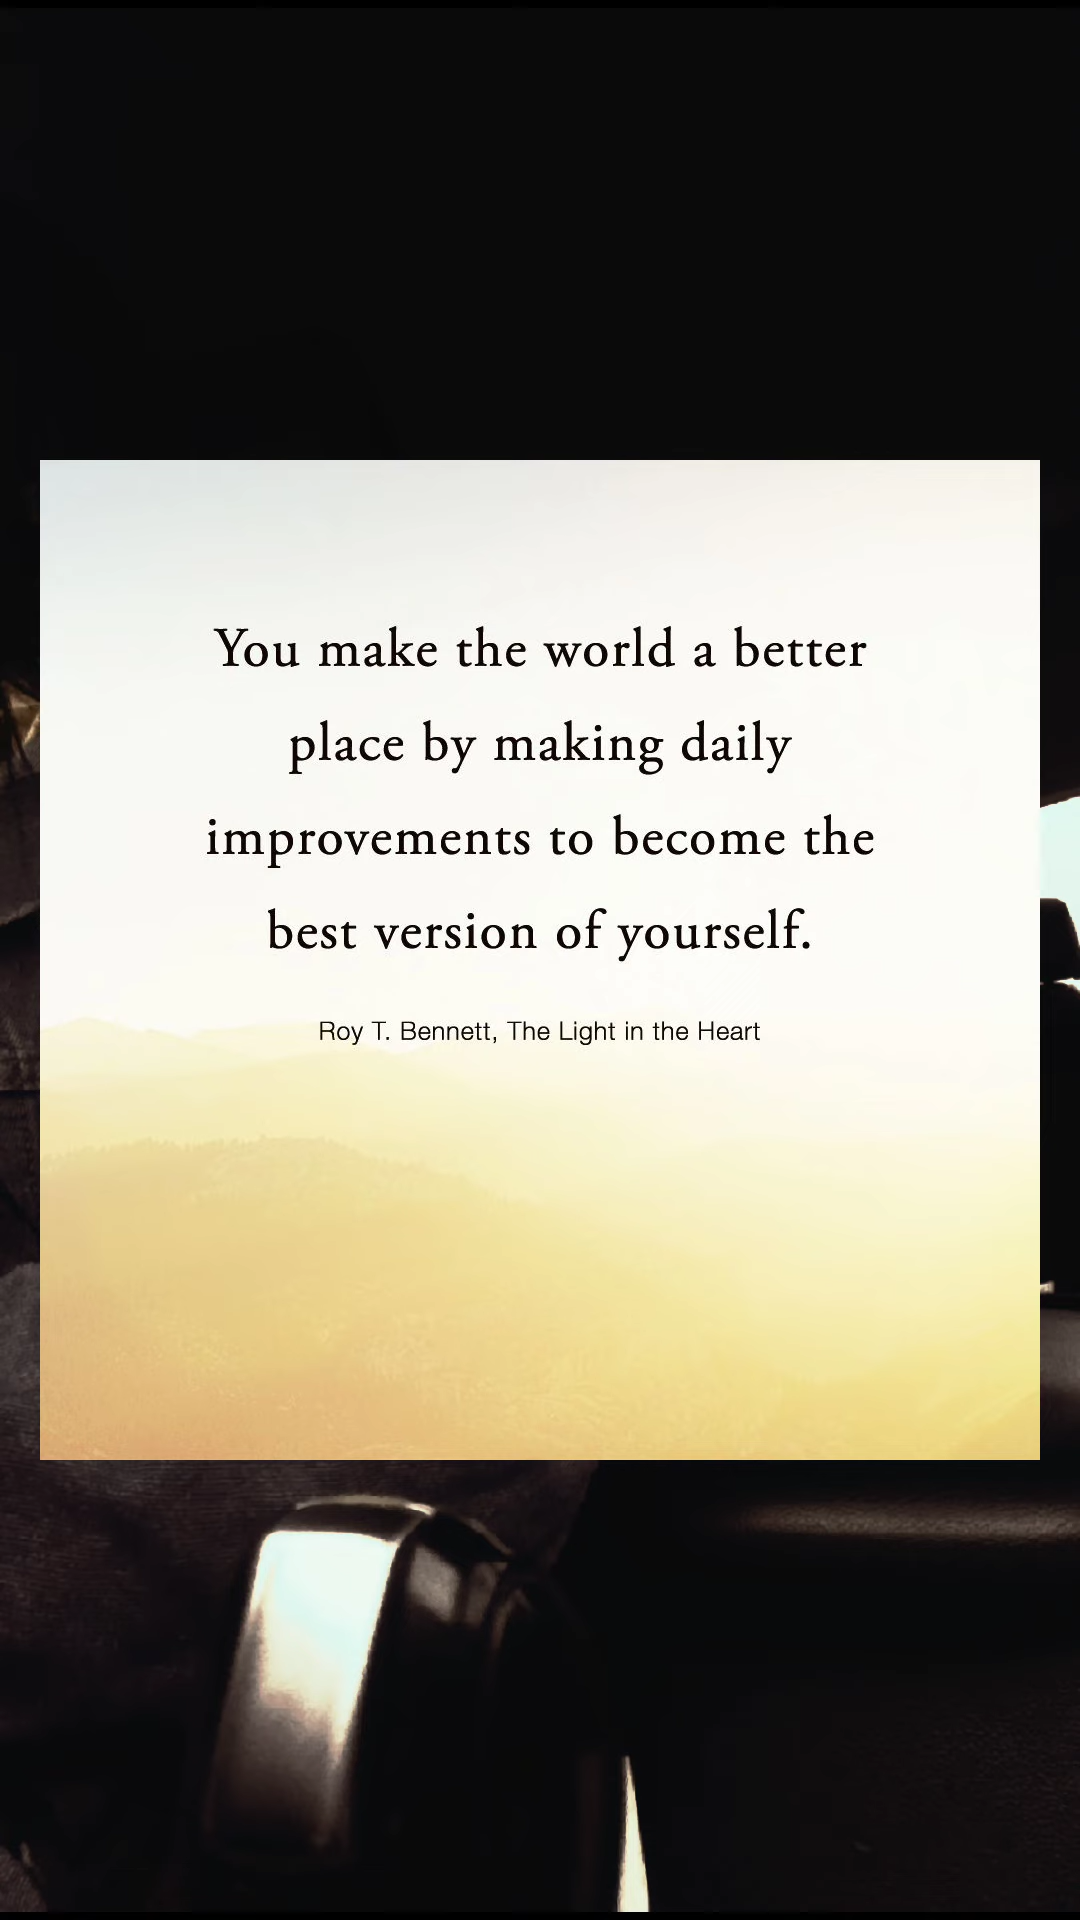 You make the world a better
place by making daily
improvements to become the
best version of yourself.
Roy T. Bennett, The Light in the Heart